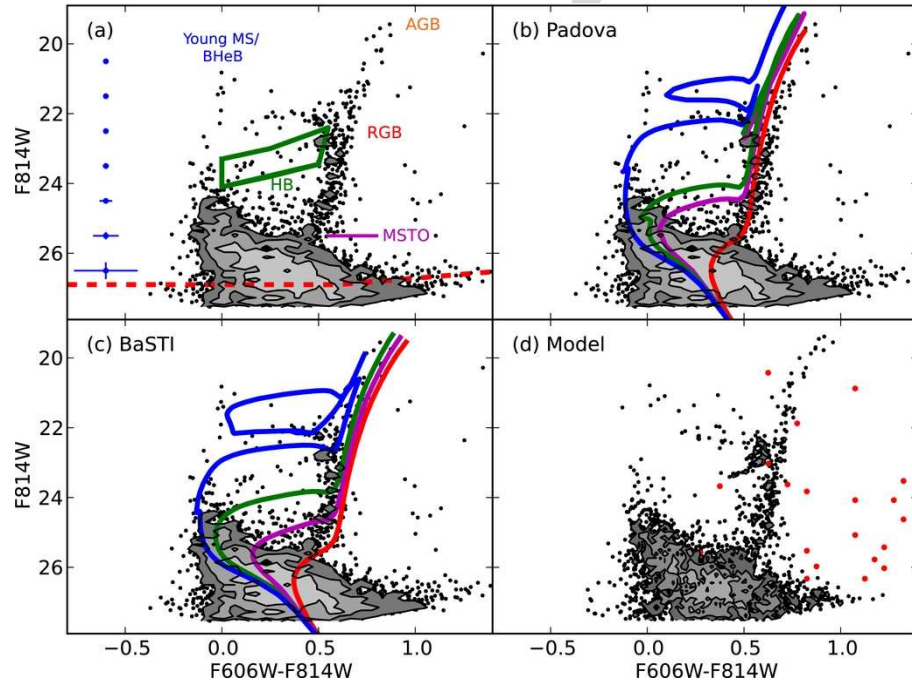 (a)
Young MS/
BHeB
AGB
RGB
HB
MSTO
20
22
24
26
F814W
(b) Padova
(c) BaSTI
20
22
24
26
F814W
−0.5
0.0
0.5
1.0
F606W-F814W
(d) Model
−0.5
0.0
0.5
1.0
F606W-F814W